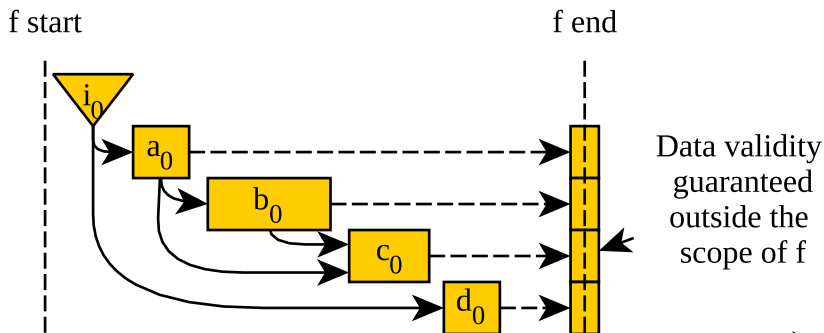 f start
f end
i0
a0
Data validity
guaranteed
b0
outside the
c0
scope of f
d0